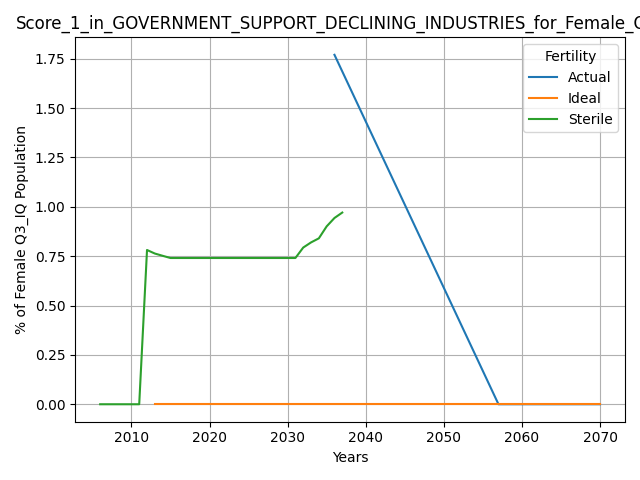 Score_1_in_GOVERNMENT_SUPPORT_DECLINING_INDUSTRIES_for_Female_
Fertility
Actual
Ideal
Sterile
% of Female Q3_IQ Population
1.75
1.50
1.25
1.00
0.75
0.50
0.25
0.00
2010 2020 2030 2040 2050 2060 2070
Years